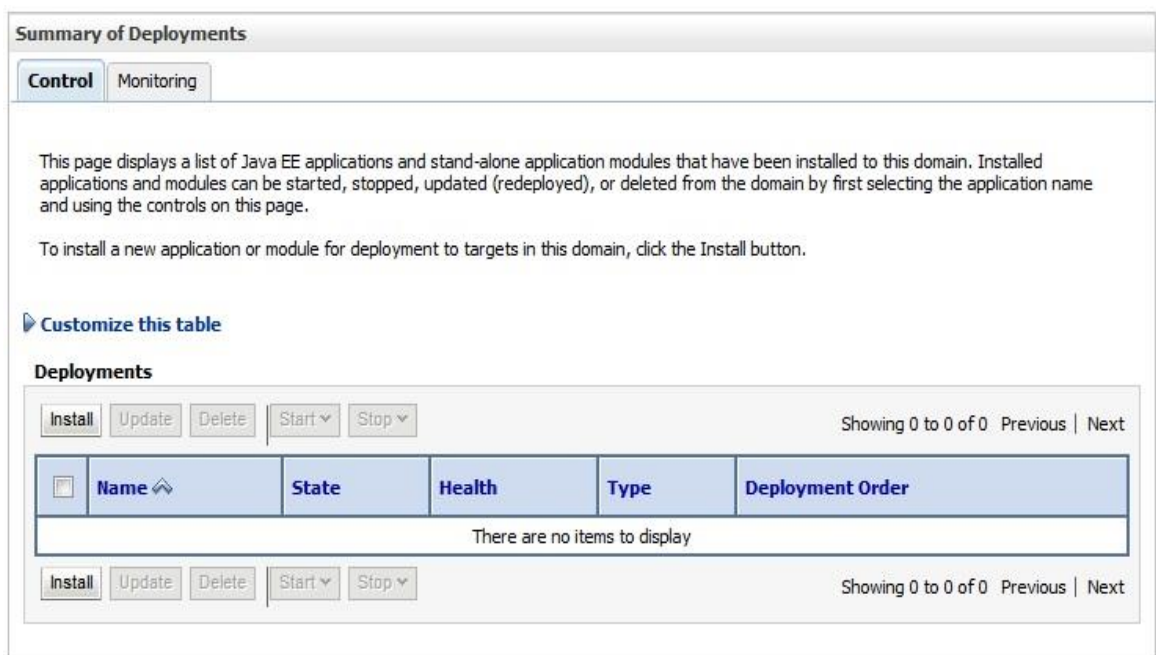 Summary of Deployments
Control Monitoring
This page displays a list of Java EE applications and stand-alone application modules that have been installed to this domain. Installed
applications and modules can be started, stopped, updated (redeployed), or deleted from the domain by first selecting the application name
and using the controls on this page.
To install a new application or module for deployment to targets in this domain, click the Install button.
Customize this table
Deployments
Install Update Delete Start Stop Showing 0 to 0 of 0 Previous | Next
Name State Health Type Deployment Order
There are no items to display
Install Update Delete Start Stop Showing 0 to 0 of 0 Previous | Next